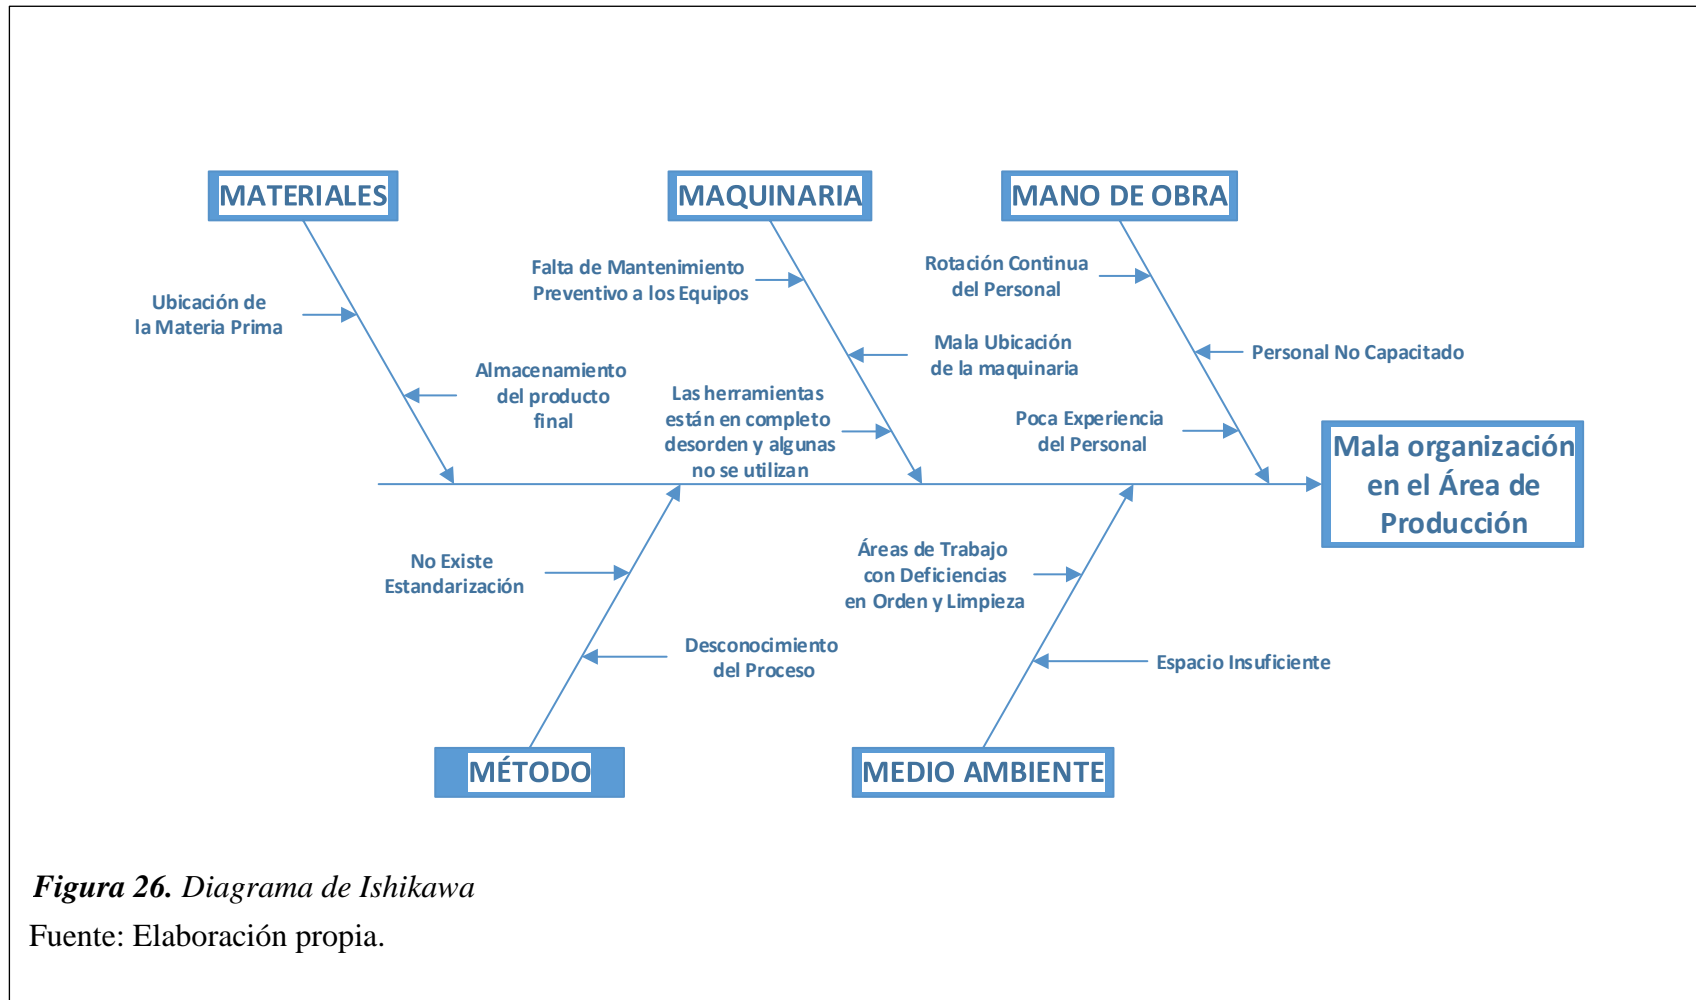 MATERIALES
MAQUINARIA
MANO DE OBRA
Falta de Mantenimiento
Preventivo a los Equipos
Rotación Continua
del Personal
Ubicación de
la Materia Prima
Mala Ubicación
de la maquinaria
Personal No Capacitado
Almacenamiento
del producto
final
Las herramientas
están en completo
desorden y algunas
no se utilizan
Poca Experiencia
del Personal
Mala organización
en el Área de
Producción
No Existe
Estandarización
Áreas de Trabajo
con Deficiencias
en Orden y Limpieza
Desconocimiento
del Proceso
Espacio Insuficiente
MÉTODO
MEDIO AMBIENTE
Figura 26. Diagrama de Ishikawa
Fuente: Elaboración propia.